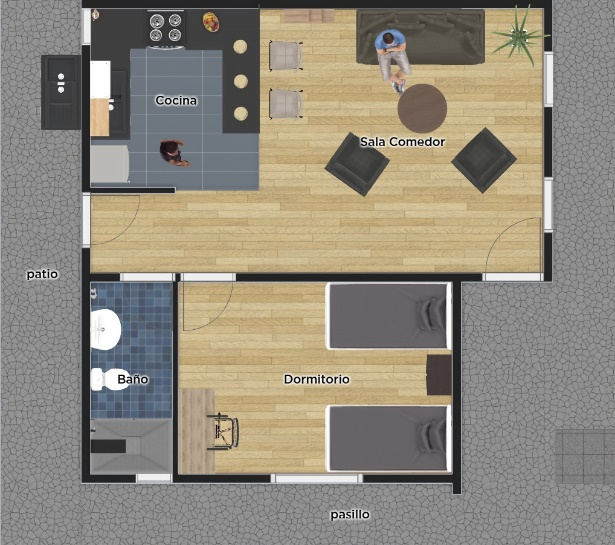 Cocina
Sala Comedor
patio
Baño
Dormitorio
pasillo